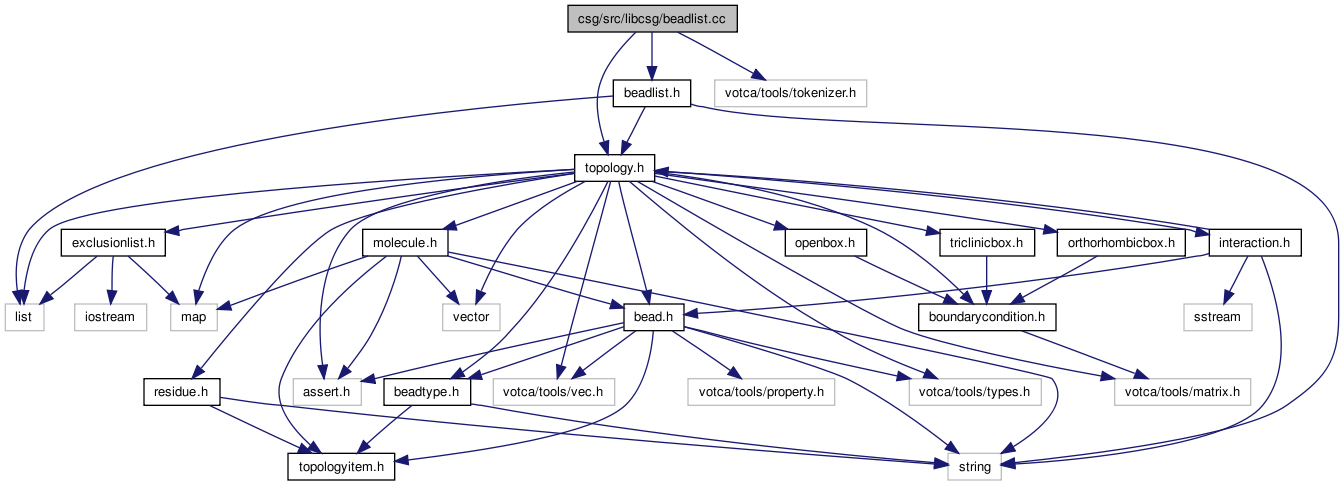 csg/src/libcsg/beadlist.cc
beadlist.h
votca/tools/tokenizer.h
topology.h
exclusionlist.h
molecule.h
openbox.h
triclinicbox.h
orthorhombicbox.h
interaction.h
list
iostream
map
vector
bead.h
boundarycondition.h
sstream
residue.h
assert.h
beadtype.h
votca/tools/vec.h
votca/tools/property.h
votca/tools/types.h
votca/tools/matrix.h
topologyitem.h
string